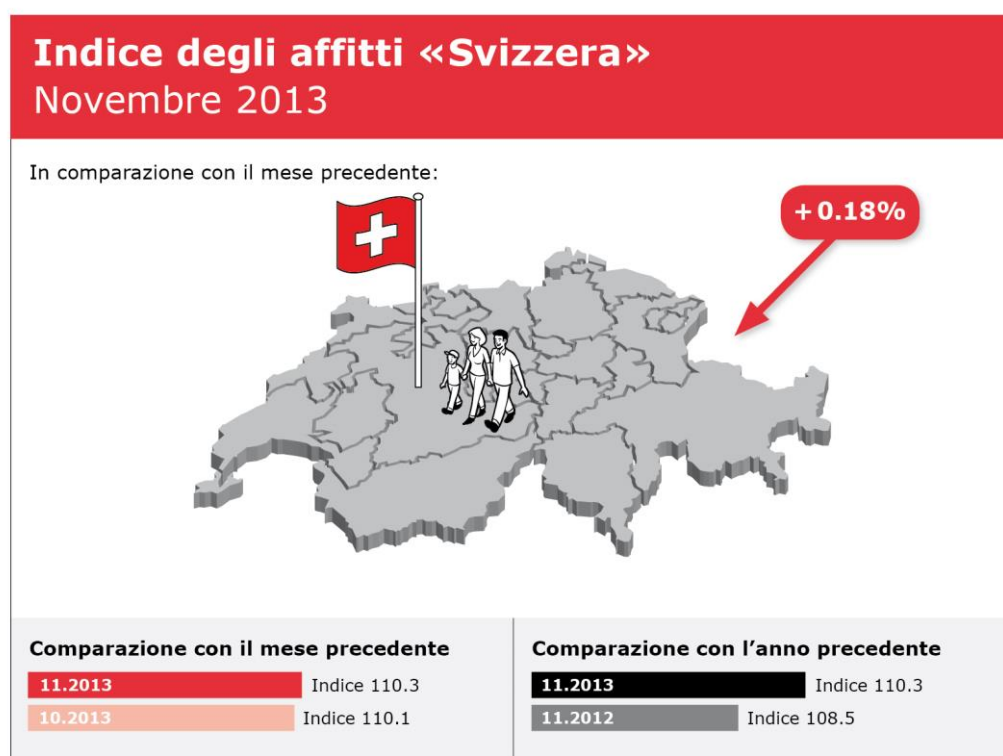 Indice degli affitti «Svizzera»
Novembre 2013
In comparazione con il mese precedente:
+ 0.18%
Comparazione con il mese precedente
11.2013 Indice 110.3
10.2013 Indice 110.1
Comparazione con l’anno precedente
11.2013 Indice 110.3
11.2012 Indice 108.5